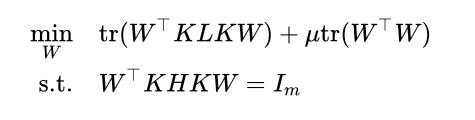 min_W tr(W^⊤KLKW) + μtr(W^⊤W)
s.t. W^⊤KHKW = I_m